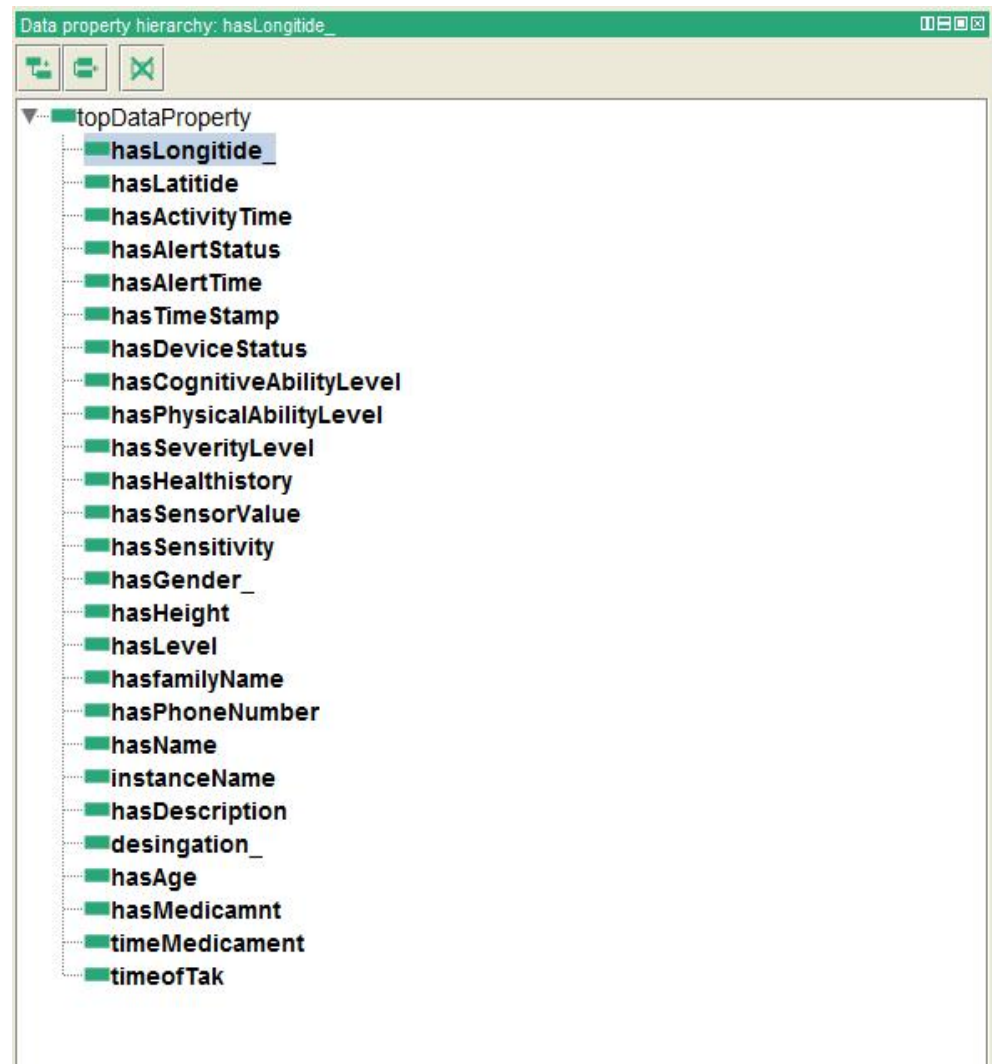 Data property hierarchy: hasLongitide_
topDataProperty
hasLongitide_
hasLatitide
hasActivityTime
hasAlertStatus
hasAlertTime
hasTimeStamp
hasDeviceStatus
hasCognitiveAbilityLevel
hasPhysicalAbilityLevel
hasSeverityLevel
hasHealthistory
hasSensorValue
hasSensitivity
hasGender_
hasHeight
hasLevel
hasfamilyName
hasPhoneNumber
hasName
instanceName
hasDescription
desingation_
hasAge
hasMedicamnt
timeMedicament
timeofTak